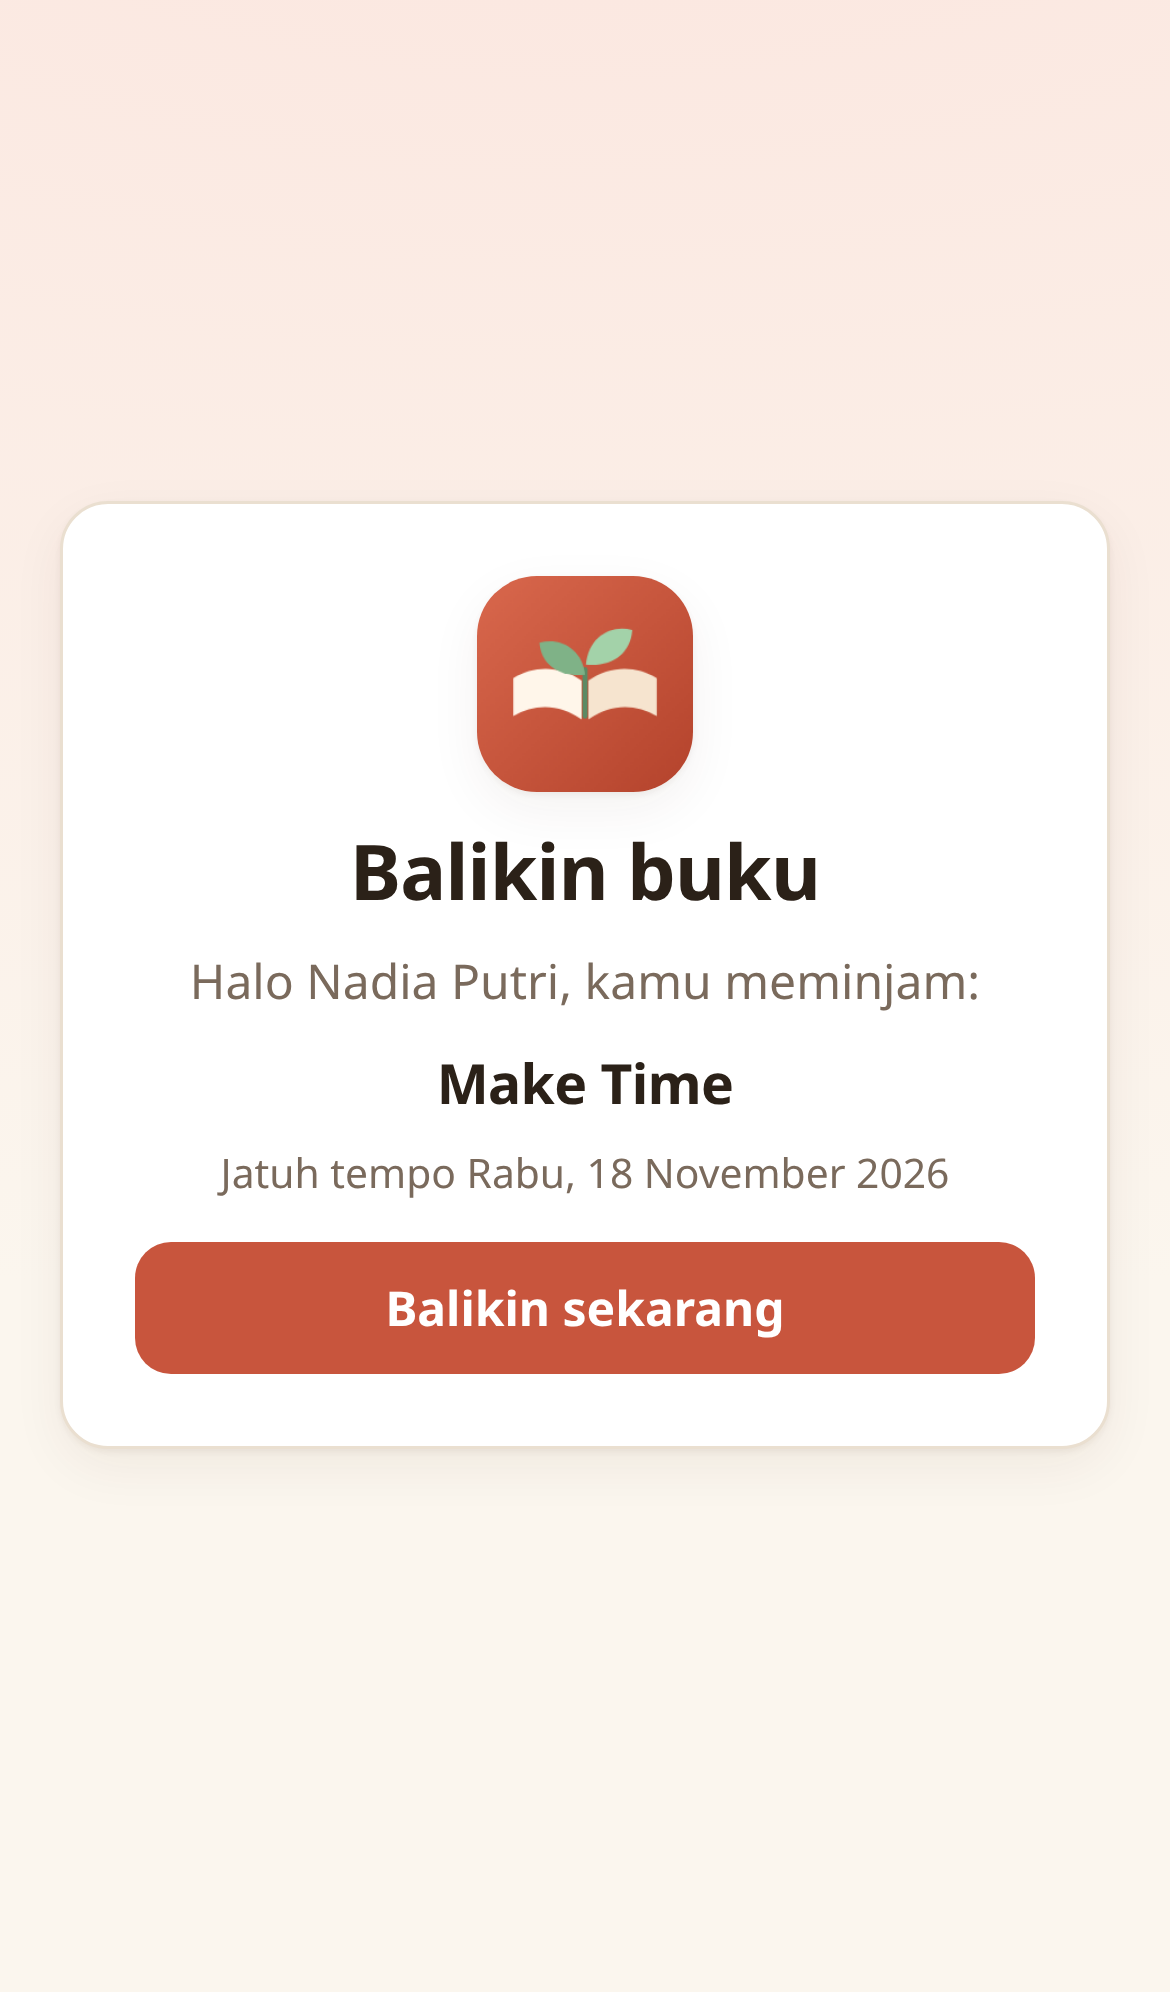 Balikin buku
Halo Nadia Putri, kamu meminjam:
Make Time
Jatuh tempo Rabu, 18 November 2026
Balikin sekarang